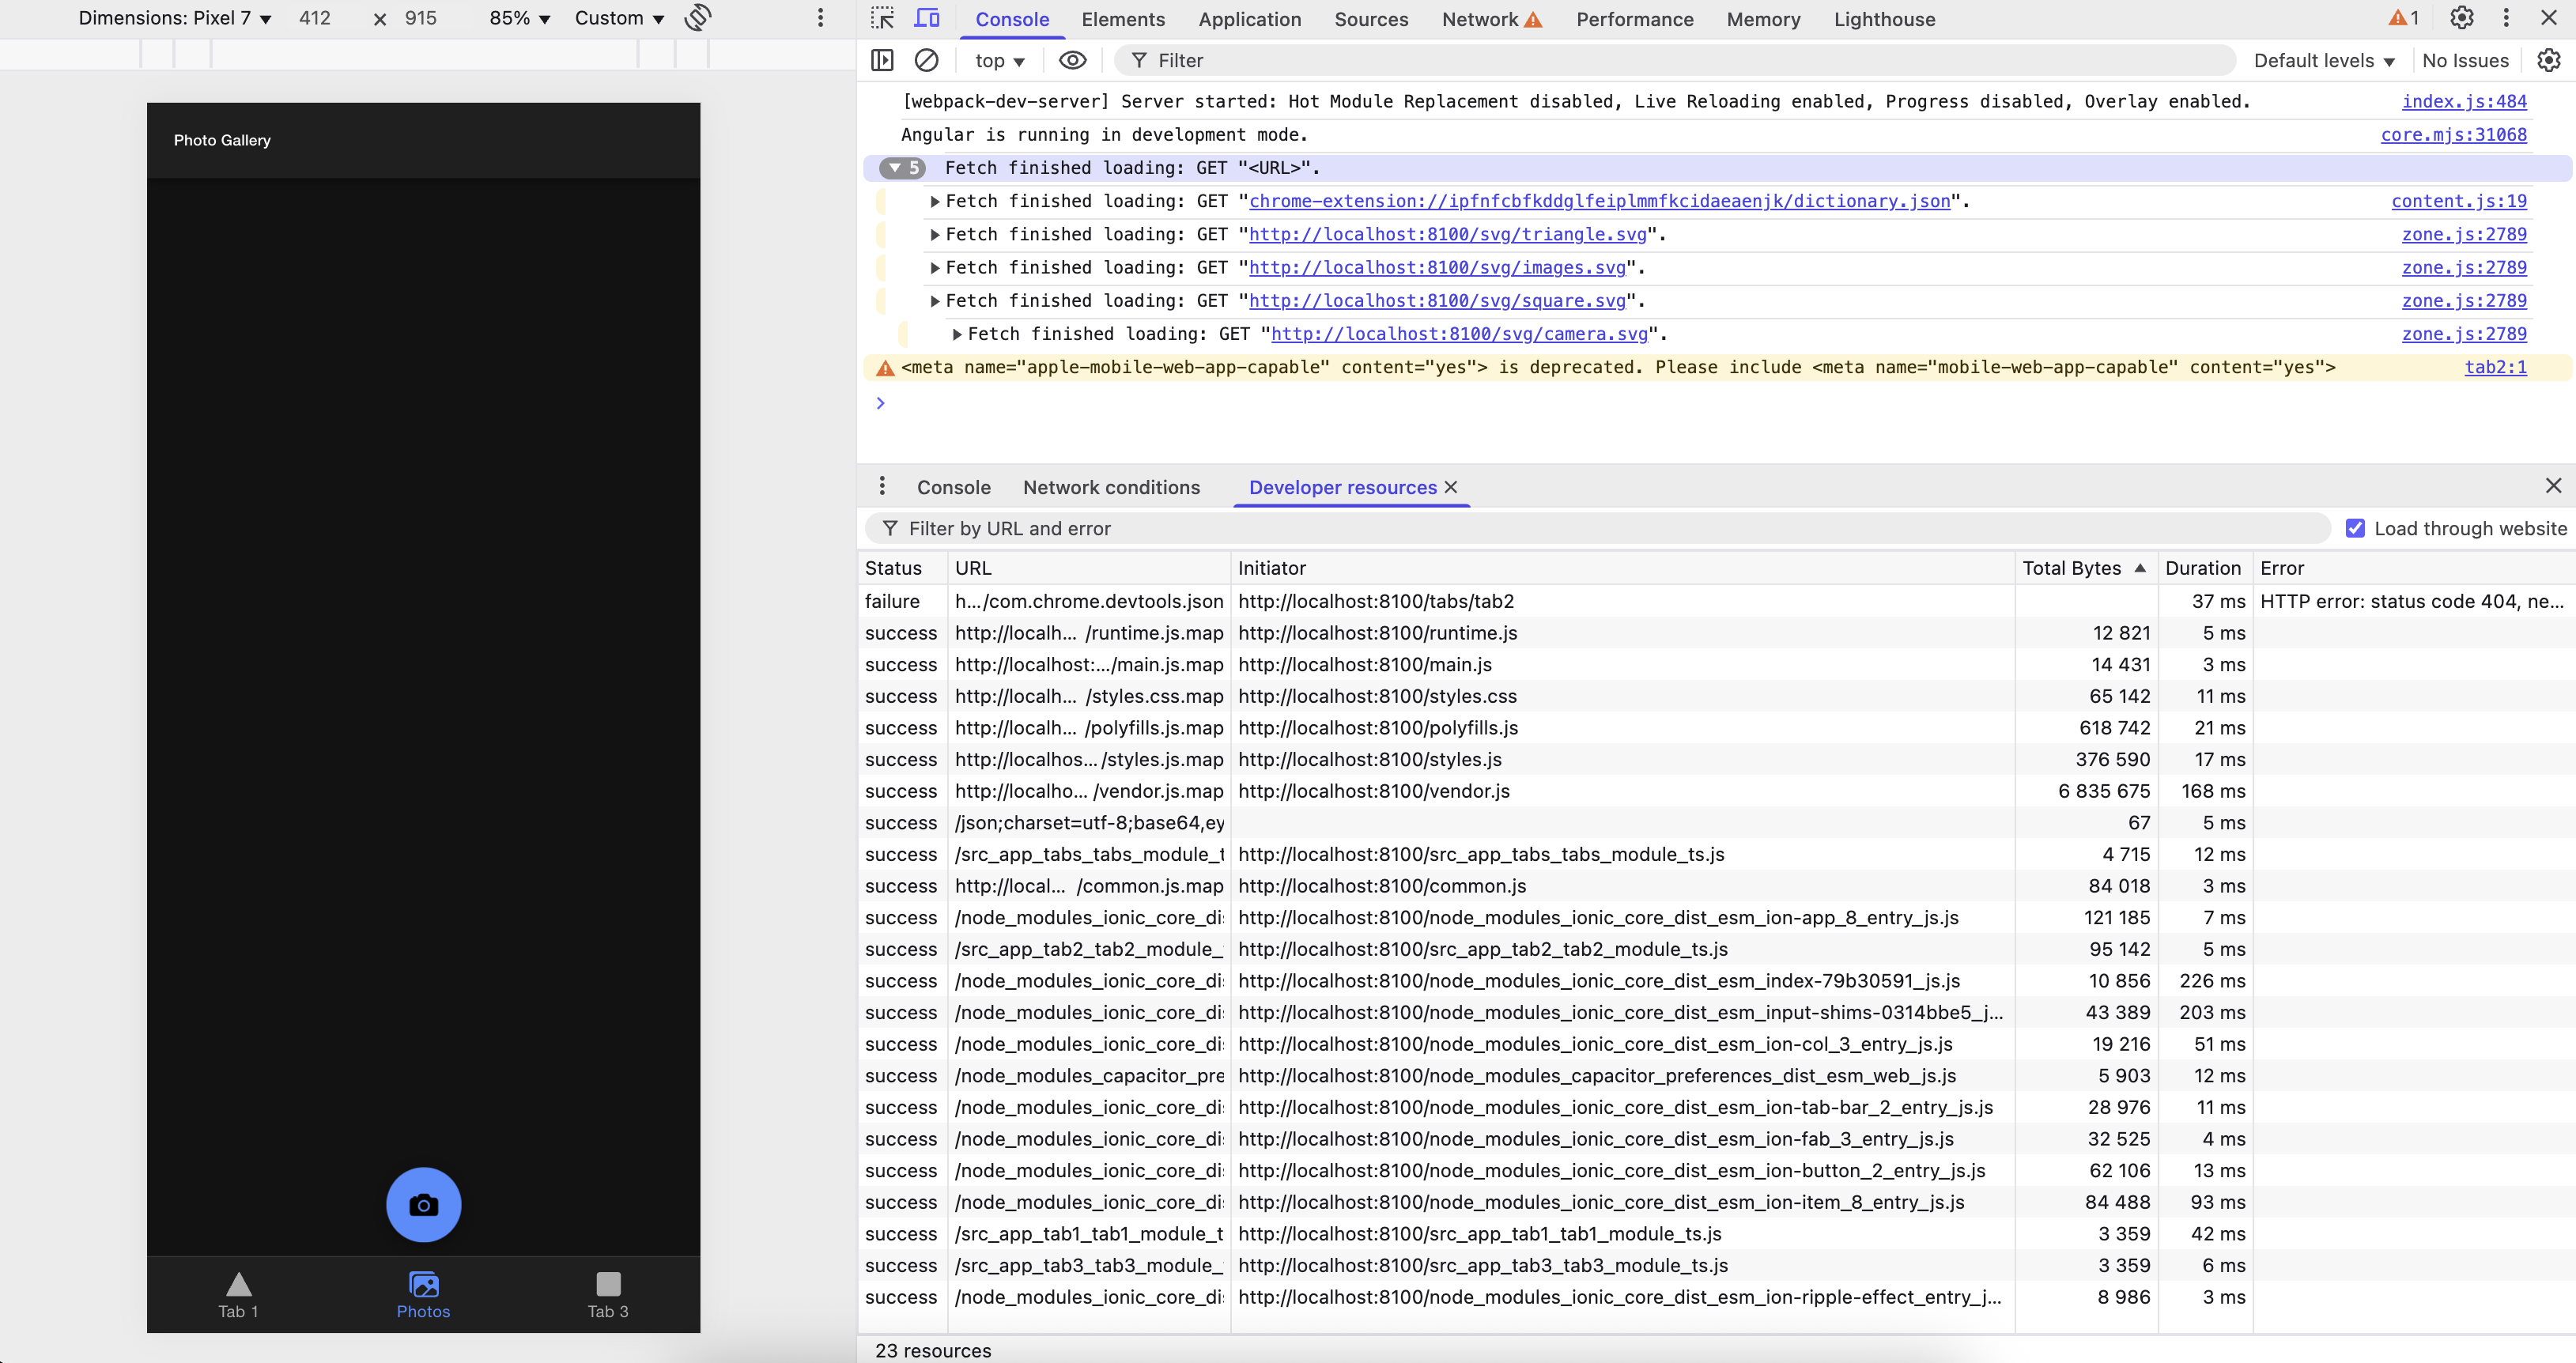 Dimensions: Pixel 7 ▼ 412 × 915 85% ▼ Custom ▼
Photo Gallery
Tab 1
Photos
Tab 3
Console Elements Application Sources Network Performance Memory Lighthouse 1
top ▼ Filter Default levels ▼ No Issues
[webpack-dev-server] Server started: Hot Module Replacement disabled, Live Reloading enabled, Progress disabled, Overlay enabled. index.js:484
Angular is running in development mode. core.mjs:31068
5 Fetch finished loading: GET "<URL>".
Fetch finished loading: GET "chrome-extension://ipfnfcbfkddglfeiplmmfkcidaeaenjk/dictionary.json". content.js:19
Fetch finished loading: GET "http://localhost:8100/svg/triangle.svg". zone.js:2789
Fetch finished loading: GET "http://localhost:8100/svg/images.svg". zone.js:2789
Fetch finished loading: GET "http://localhost:8100/svg/square.svg". zone.js:2789
Fetch finished loading: GET "http://localhost:8100/svg/camera.svg". zone.js:2789
<meta name="apple-mobile-web-app-capable" content="yes"> is deprecated. Please include <meta name="mobile-web-app-capable" content="yes"> tab2:1
Console Network conditions Developer resources
Filter by URL and error Load through website
Status URL Initiator Total Bytes ▲ Duration Error
failure h…/com.chrome.devtools.json http://localhost:8100/tabs/tab2 37 ms HTTP error: status code 404, ne…
success http://localh… /runtime.js.map http://localhost:8100/runtime.js 12 821 5 ms
success http://localhost:…/main.js.map http://localhost:8100/main.js 14 431 3 ms
success http://localh… /styles.css.map http://localhost:8100/styles.css 65 142 11 ms
success http://localh… /polyfills.js.map http://localhost:8100/polyfills.js 618 742 21 ms
success http://localhos… /styles.js.map http://localhost:8100/styles.js 376 590 17 ms
success http://localho… /vendor.js.map http://localhost:8100/vendor.js 6 835 675 168 ms
success /json;charset=utf-8;base64,ey 67 5 ms
success /src_app_tabs_tabs_module_t http://localhost:8100/src_app_tabs_tabs_module_ts.js 4 715 12 ms
success http://local… /common.js.map http://localhost:8100/common.js 84 018 3 ms
success /node_modules_ionic_core_di http://localhost:8100/node_modules_ionic_core_dist_esm_ion-app_8_entry_js.js 121 185 7 ms
success /src_app_tab2_tab2_module_ http://localhost:8100/src_app_tab2_tab2_module_ts.js 95 142 5 ms
success /node_modules_ionic_core_di http://localhost:8100/node_modules_ionic_core_dist_esm_index-79b30591_js.js 10 856 226 ms
success /node_modules_ionic_core_di http://localhost:8100/node_modules_ionic_core_dist_esm_input-shims-0314bbe5_j… 43 389 203 ms
success /node_modules_ionic_core_di http://localhost:8100/node_modules_ionic_core_dist_esm_ion-col_3_entry_js.js 19 216 51 ms
success /node_modules_capacitor_pre http://localhost:8100/node_modules_capacitor_preferences_dist_esm_web_js.js 5 903 12 ms
success /node_modules_ionic_core_di http://localhost:8100/node_modules_ionic_core_dist_esm_ion-tab-bar_2_entry_js.js 28 976 11 ms
success /node_modules_ionic_core_di http://localhost:8100/node_modules_ionic_core_dist_esm_ion-fab_3_entry_js.js 32 525 4 ms
success /node_modules_ionic_core_di http://localhost:8100/node_modules_ionic_core_dist_esm_ion-button_2_entry_js.js 62 106 13 ms
success /node_modules_ionic_core_di http://localhost:8100/node_modules_ionic_core_dist_esm_ion-item_8_entry_js.js 84 488 93 ms
success /src_app_tab1_tab1_module_t http://localhost:8100/src_app_tab1_tab1_module_ts.js 3 359 42 ms
success /src_app_tab3_tab3_module_ http://localhost:8100/src_app_tab3_tab3_module_ts.js 3 359 6 ms
success /node_modules_ionic_core_di http://localhost:8100/node_modules_ionic_core_dist_esm_ion-ripple-effect_entry_j… 8 986 3 ms
23 resources